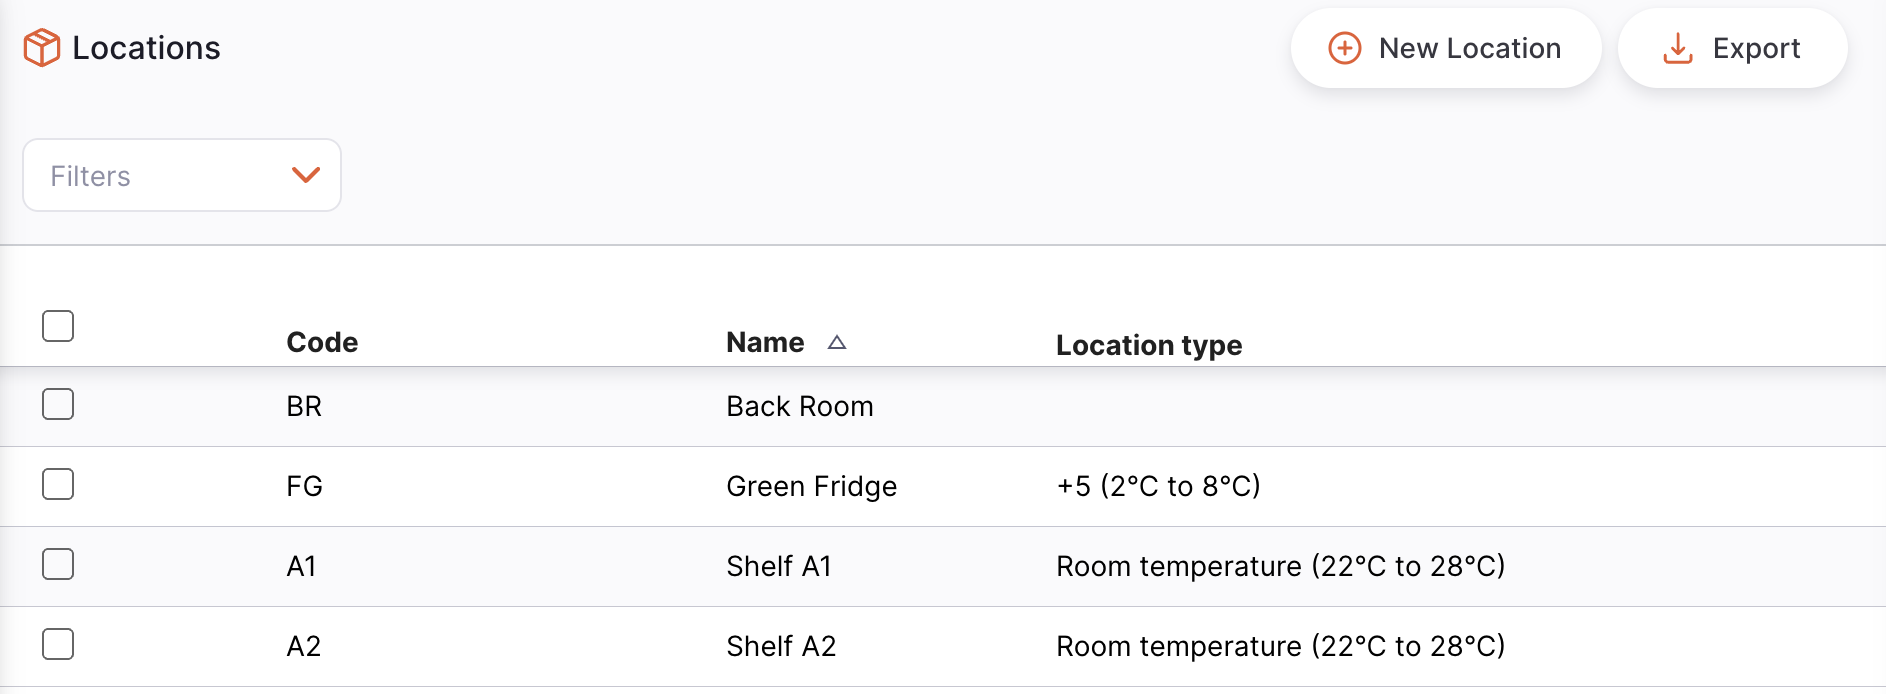 Locations
New Location
Export
Filters
Code Name Location type
BR Back Room
FG Green Fridge +5 (2°C to 8°C)
A1 Shelf A1 Room temperature (22°C to 28°C)
A2 Shelf A2 Room temperature (22°C to 28°C)